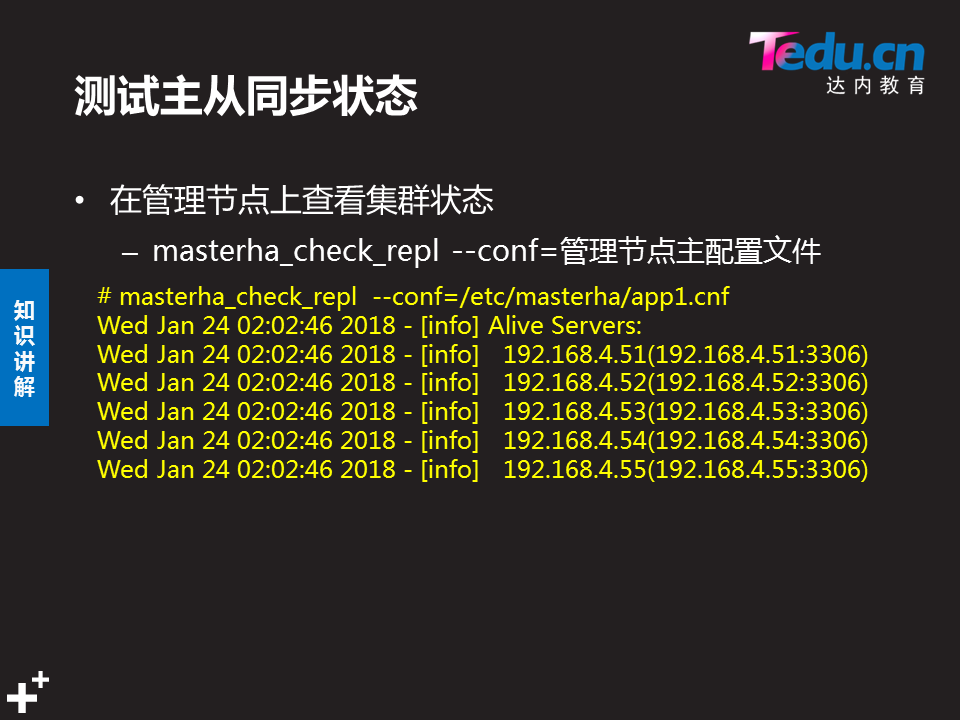 Tedu.cn
达内教育
测试主从同步状态
• 在管理节点上查看集群状态
– masterha_check_repl --conf=管理节点主配置文件
# masterha_check_repl  --conf=/etc/masterha/app1.cnf
Wed Jan 24 02:02:46 2018 - [info] Alive Servers:
Wed Jan 24 02:02:46 2018 - [info]   192.168.4.51(192.168.4.51:3306)
Wed Jan 24 02:02:46 2018 - [info]   192.168.4.52(192.168.4.52:3306)
Wed Jan 24 02:02:46 2018 - [info]   192.168.4.53(192.168.4.53:3306)
Wed Jan 24 02:02:46 2018 - [info]   192.168.4.54(192.168.4.54:3306)
Wed Jan 24 02:02:46 2018 - [info]   192.168.4.55(192.168.4.55:3306)
知识讲解